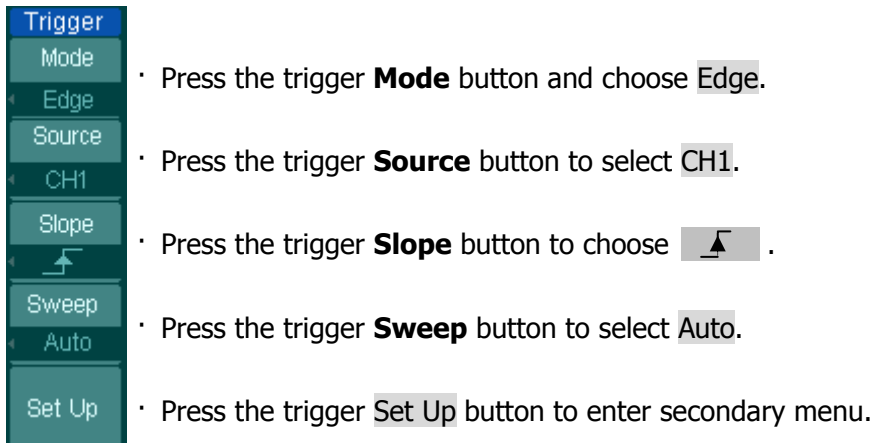 Trigger
Mode
Edge
· Press the trigger Mode button and choose Edge.
Source
CH1
· Press the trigger Source button to select CH1.
Slope
· Press the trigger Slope button to choose .
Sweep
Auto
· Press the trigger Sweep button to select Auto.
Set Up
· Press the trigger Set Up button to enter secondary menu.